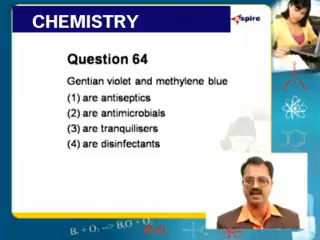 CHEMISTRY
spire
Question 64
Gentian violet and methylene blue
(1) are antiseptics
(2) are antimicrobials
(3) are tranquilisers
(4) are disinfectants